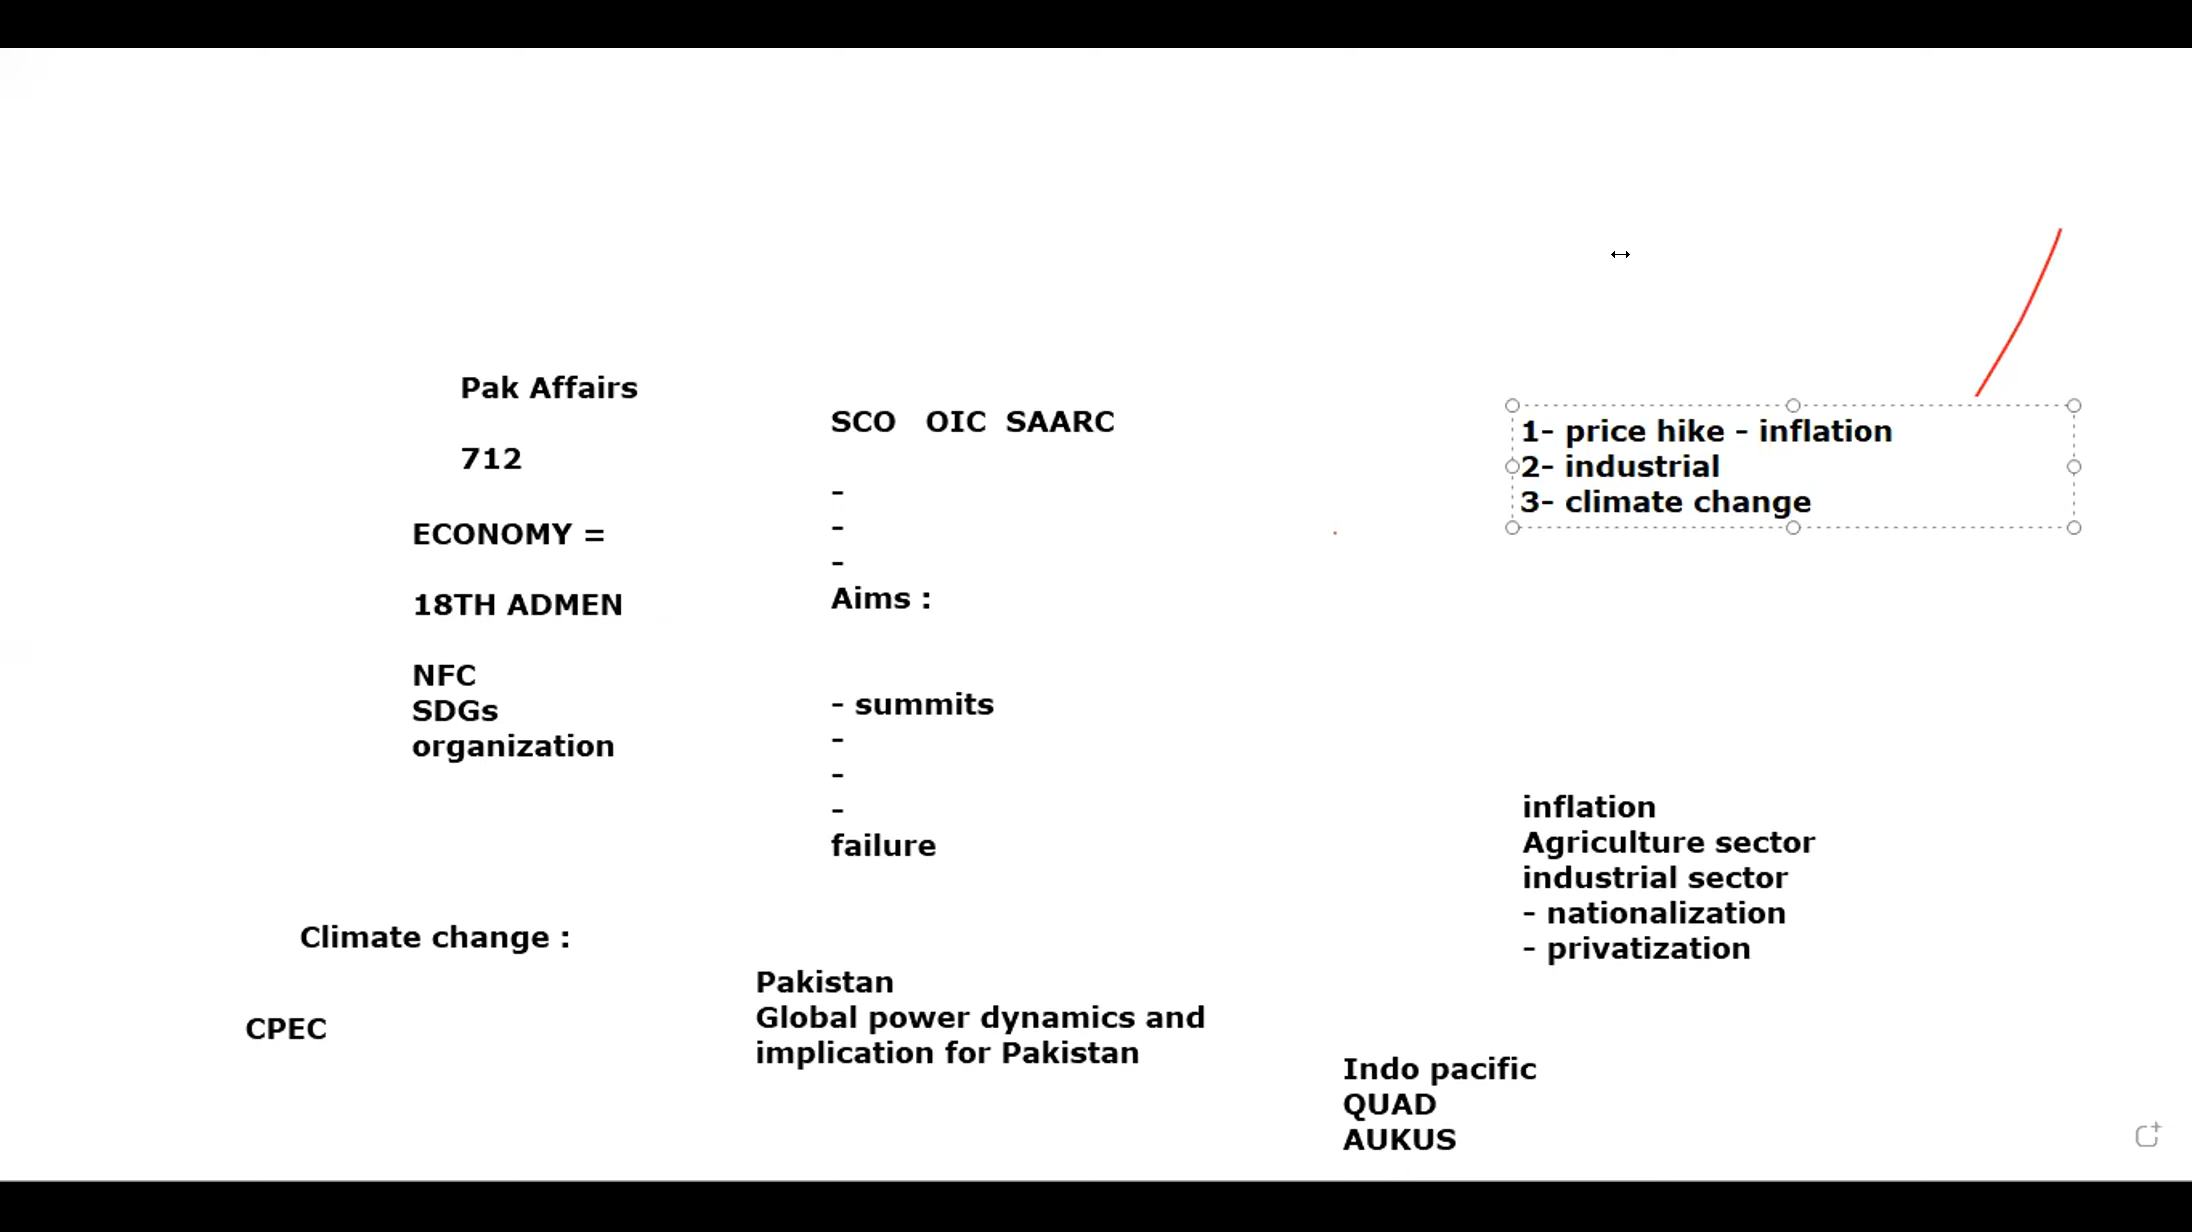 Pak Affairs
712
ECONOMY =
18TH ADMEN
NFC
SDGs
organization
SCO OIC SAARC
-
-
-
Aims :
- summits
-
-
-
failure
1- price hike - inflation
2- industrial
3- climate change
inflation
Agriculture sector
industrial sector
- nationalization
- privatization
Climate change :
CPEC
Pakistan
Global power dynamics and
implication for Pakistan
Indo pacific
QUAD
AUKUS